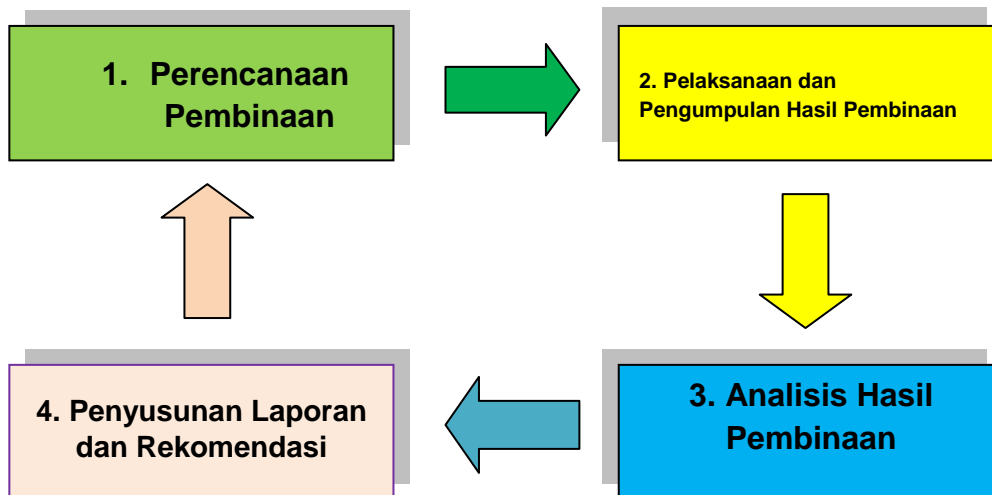 1. Perencanaan
Pembinaan
2. Pelaksanaan dan
Pengumpulan Hasil Pembinaan
3. Analisis Hasil
Pembinaan
4. Penyusunan Laporan
dan Rekomendasi